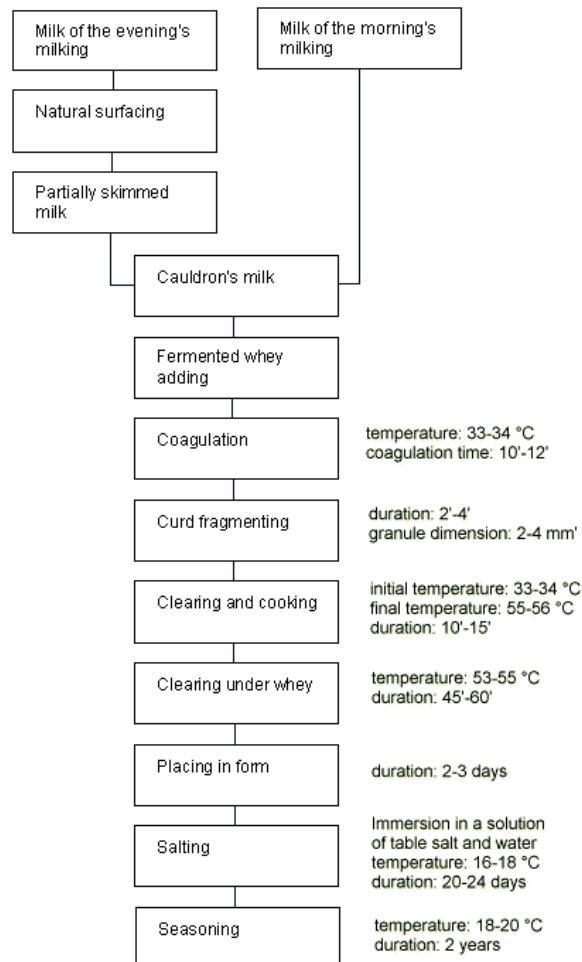 Milk of the evening's
milking
Milk of the morning's
milking
Natural surfacing
Partially skimmed
milk
Cauldron's milk
Fermented whey
adding
Coagulation
temperature: 33-34 °C
coagulation time: 10'-12'
Curd fragmenting
duration: 2'-4'
granule dimension: 2-4 mm'
Clearing and cooking
initial temperature: 33-34 °C
final temperature: 55-56 °C
duration: 10'-15'
Clearing under whey
temperature: 53-55 °C
duration: 45'-60'
Placing in form
duration: 2-3 days
Salting
Immersion in a solution
of table salt and water
temperature: 16-18 °C
duration: 20-24 days
Seasoning
temperature: 18-20 °C
duration: 2 years